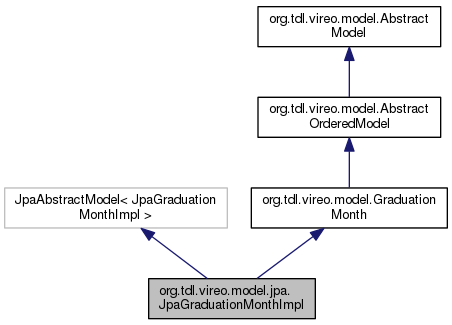 org.tdl.vireo.model.Abstract
Model
org.tdl.vireo.model.Abstract
OrderedModel
JpaAbstractModel< JpaGraduation
MonthImpl >
org.tdl.vireo.model.Graduation
Month
org.tdl.vireo.model.jpa.
JpaGraduationMonthImpl